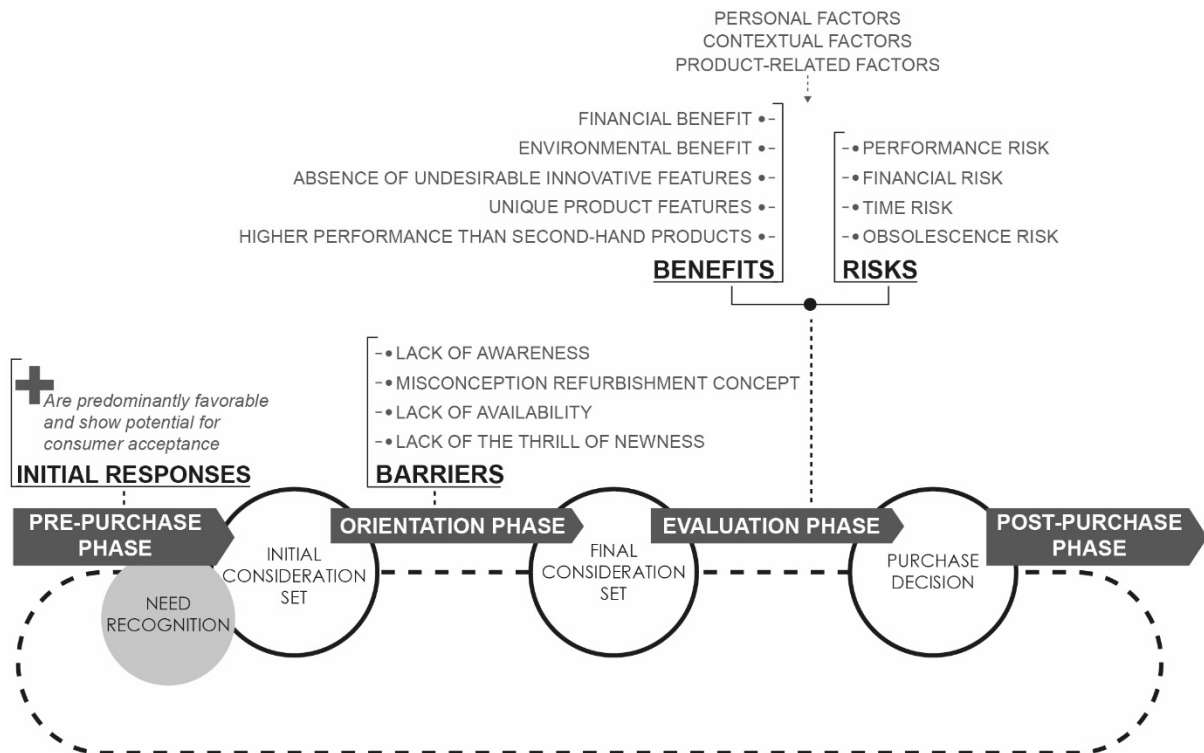 PERSONAL FACTORS
CONTEXTUAL FACTORS
PRODUCT-RELATED FACTORS
FINANCIAL BENEFIT
ENVIRONMENTAL BENEFIT
ABSENCE OF UNDESIRABLE INNOVATIVE FEATURES
UNIQUE PRODUCT FEATURES
HIGHER PERFORMANCE THAN SECOND-HAND PRODUCTS
BENEFITS
PERFORMANCE RISK
FINANCIAL RISK
TIME RISK
OBSOLESCENCE RISK
RISKS
Are predominantly favorable
and show potential for
consumer acceptance
INITIAL RESPONSES
LACK OF AWARENESS
MISCONCEPTION REFURBISHMENT CONCEPT
LACK OF AVAILABILITY
LACK OF THE THRILL OF NEWNESS
BARRIERS
PRE-PURCHASE
PHASE
ORIENTATION PHASE
EVALUATION PHASE
POST-PURCHASE
PHASE
NEED
RECOGNITION
INITIAL
CONSIDERATION
SET
FINAL
CONSIDERATION
SET
PURCHASE
DECISION